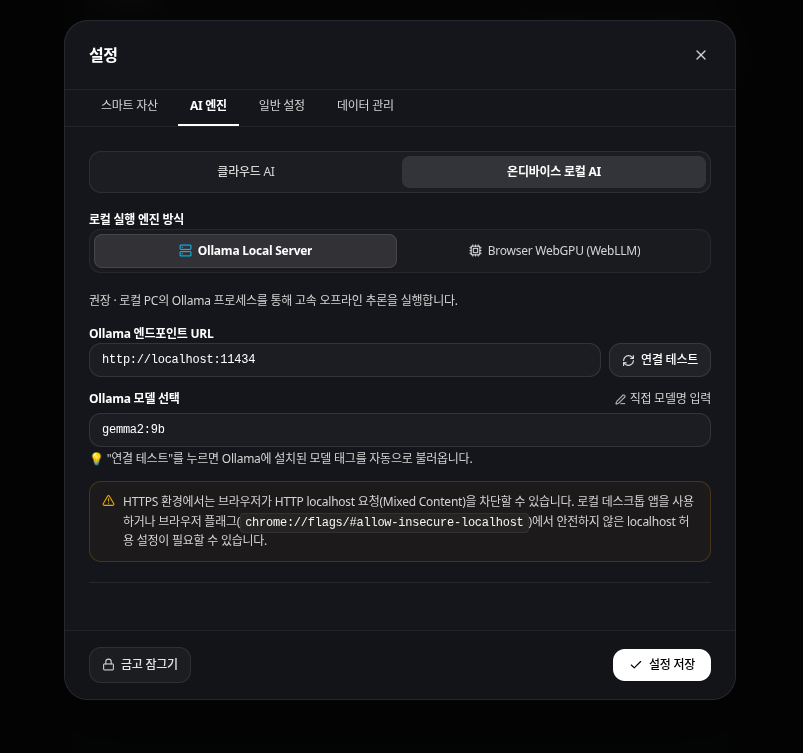 설정
스마트 자산 AI 엔진 일반 설정 데이터 관리
클라우드 AI 온디바이스 로컬 AI
로컬 실행 엔진 방식
Ollama Local Server Browser WebGPU (WebLLM)
권장 · 로컬 PC의 Ollama 프로세스를 통해 고속 오프라인 추론을 실행합니다.
Ollama 엔드포인트 URL
http://localhost:11434 연결 테스트
Ollama 모델 선택 직접 모델명 입력
gemma2:9b
💡 "연결 테스트"를 누르면 Ollama에 설치된 모델 태그를 자동으로 불러옵니다.
HTTPS 환경에서는 브라우저가 HTTP localhost 요청(Mixed Content)을 차단할 수 있습니다. 로컬 데스크톱 앱을 사용
하거나 브라우저 플래그( chrome://flags/#allow-insecure-localhost )에서 안전하지 않은 localhost 허
용 설정이 필요할 수 있습니다.
금고 잠그기 설정 저장